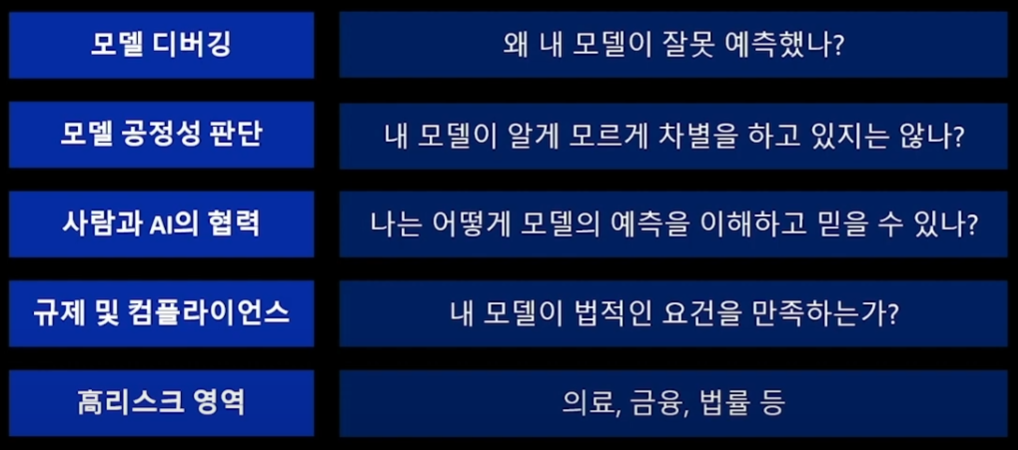 모델 디버깅
왜 내 모델이 잘못 예측했나?
모델 공정성 판단
내 모델이 알게 모르게 차별을 하고 있지는 않나?
사람과 AI의 협력
나는 어떻게 모델의 예측을 이해하고 믿을 수 있나?
규제 및 컴플라이언스
내 모델이 법적인 요건을 만족하는가?
高리스크 영역
의료, 금융, 법률 등